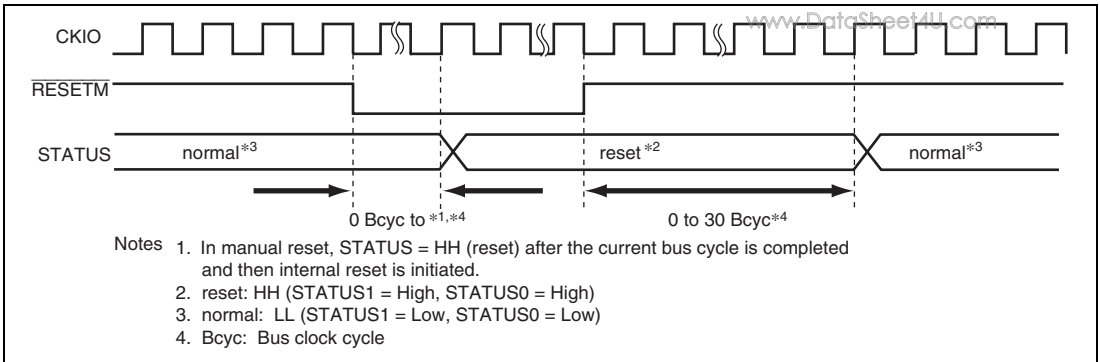 www.DataSheet4U.com
CKIO
RESETM
STATUS
normal*3
reset*2
normal*3
0 Bcyc to *1,*4
0 to 30 Bcyc*4
Notes 1. In manual reset, STATUS = HH (reset) after the current bus cycle is completed
and then internal reset is initiated.
2. reset: HH (STATUS1 = High, STATUS0 = High)
3. normal: LL (STATUS1 = Low, STATUS0 = Low)
4. Bcyc: Bus clock cycle